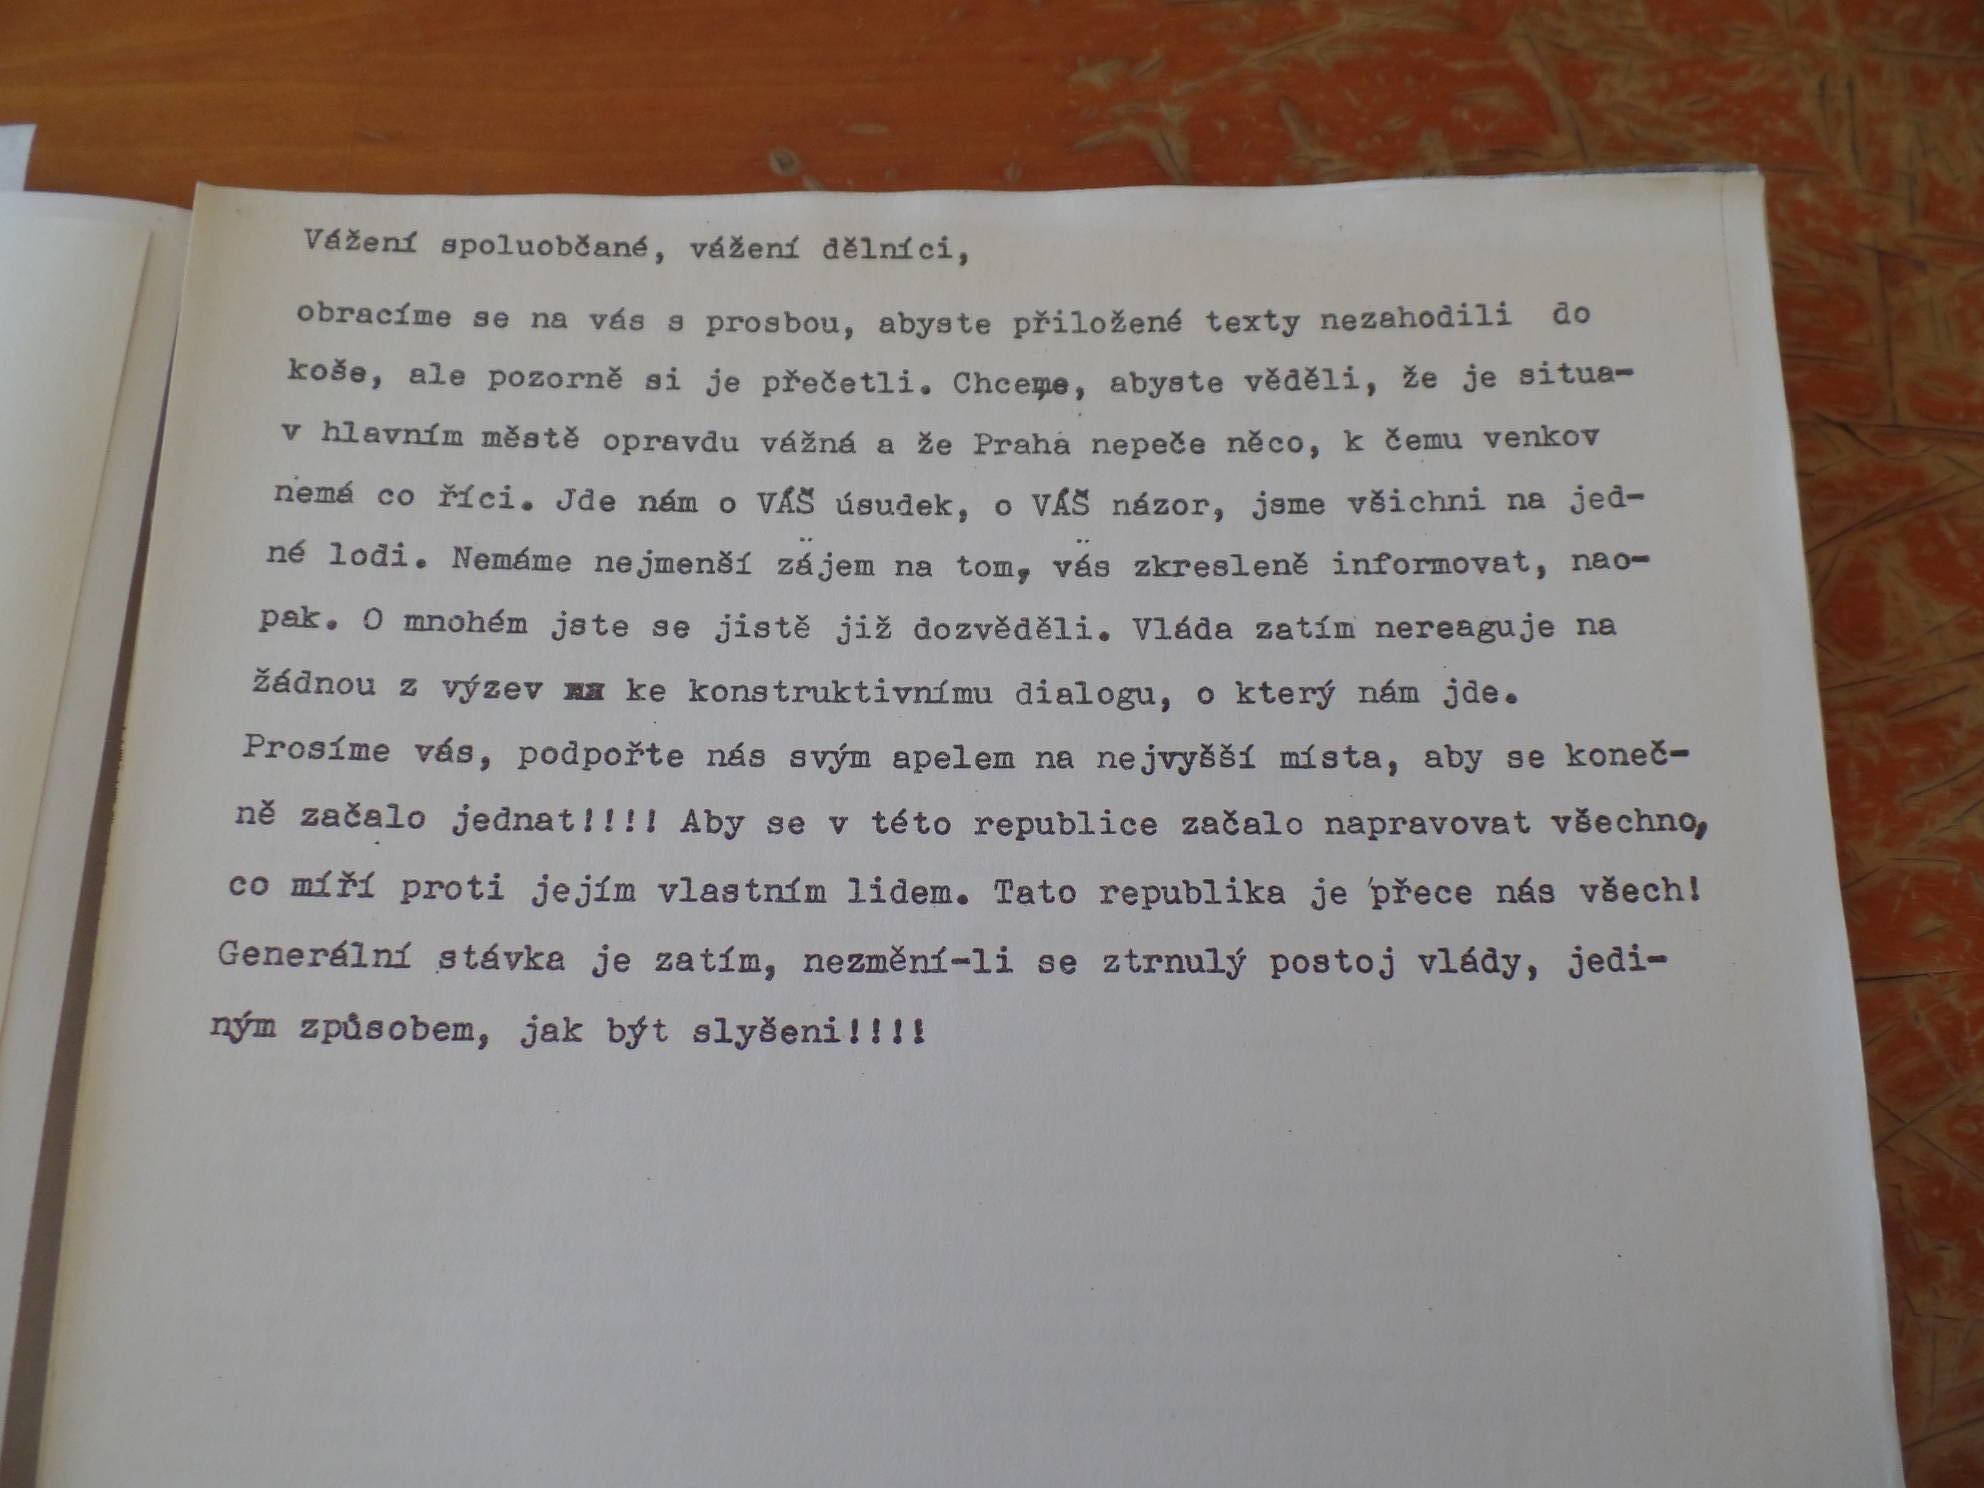 Vážení spoluobčané, vážení dělníci,
obracíme se na vás s prosbou, abyste přiložené texty nezahodili do
koše, ale pozorně si je přečetli. Chceme, abyste věděli, že je situa-
v hlavním městě opravdu vážná a že Praha nepeče něco, k čemu venkov
nemá co říci. Jde nám o VÁŠ úsudek, o VÁŠ názor, jsme všichni na jed-
né lodi. Nemáme nejmenší zájem na tom, vás zkresleně informovat, nao-
pak. O mnohém jste se jistě již dozvěděli. Vláda zatím nereaguje na
žádnou z výzev xx ke konstruktivnímu dialogu, o který nám jde.
Prosíme vás, podpořte nás svým apelem na nejvyšší místa, aby se koneč-
ně začalo jednat!!!! Aby se v této republice začalo napravovat všechno,
co míří proti jejím vlastním lidem. Tato republika je přece nás všech!
Generální stávka je zatím, nezmění-li se ztrnulý postoj vlády, jedi-
ným způsobem, jak být slyšeni!!!!